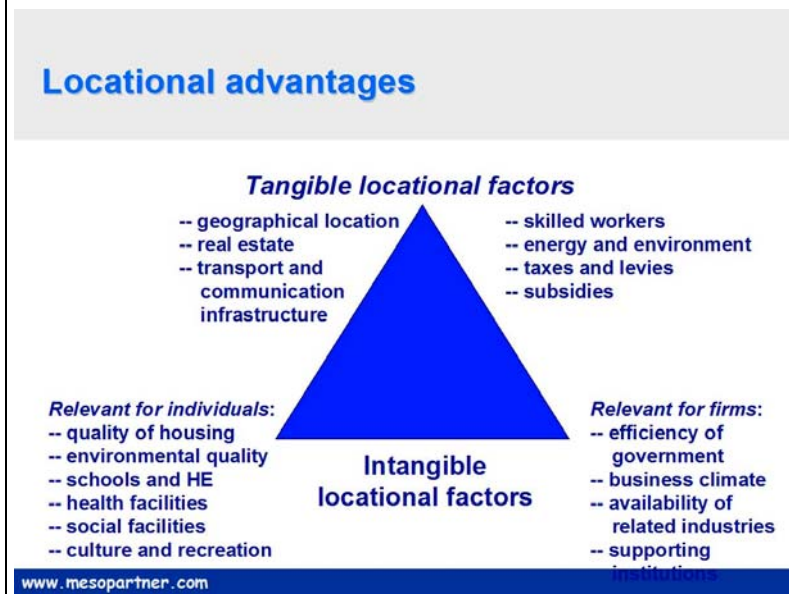 Locational advantages
Tangible locational factors
-- geographical location
-- real estate
-- transport and
communication
infrastructure
-- skilled workers
-- energy and environment
-- taxes and levies
-- subsidies
Relevant for individuals:
-- quality of housing
-- environmental quality
-- schools and HE
-- health facilities
-- social facilities
-- culture and recreation
Intangible
locational factors
Relevant for firms:
-- efficiency of
government
-- business climate
-- availability of
related industries
-- supporting
institutions
www.mesopartner.com